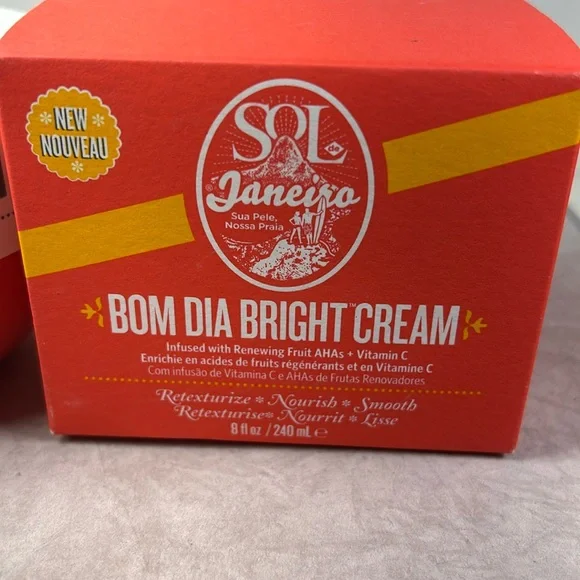 NEW
NOUVEAU
SOL de
Janeiro
Sua Pele,
Nossa Praia
BOM DIA BRIGHT™ CREAM
Infused with Renewing Fruit AHAs + Vitamin C
Enrichie en acides de fruits régénérants et en Vitamine C
Com infusão de Vitamina C e AHAs de Frutas Renovadores
Retexturize * Nourish * Smooth
Retexturise * Nourrit * Lisse
8 fl oz / 240 mL ℮